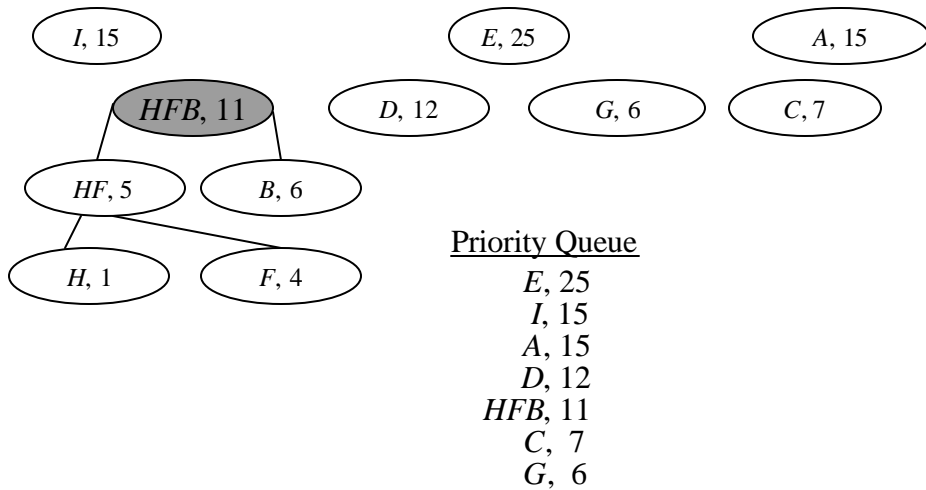 I, 15
E, 25
A, 15
HFB, 11
D, 12
G, 6
C, 7
HF, 5
B, 6
H, 1
F, 4
Priority Queue
E, 25
I, 15
A, 15
D, 12
HFB, 11
C, 7
G, 6